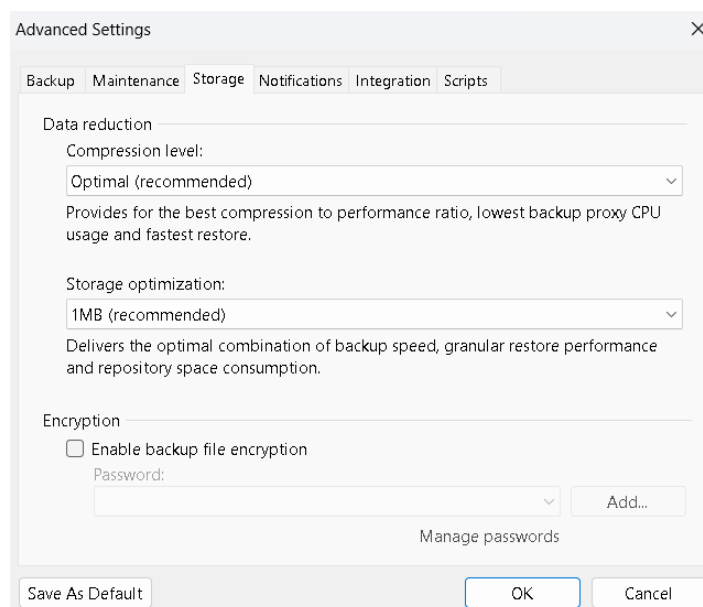 Advanced Settings
Backup Maintenance Storage Notifications Integration Scripts
Data reduction
Compression level:
Optimal (recommended)
Provides for the best compression to performance ratio, lowest backup proxy CPU
usage and fastest restore.
Storage optimization:
1MB (recommended)
Delivers the optimal combination of backup speed, granular restore performance
and repository space consumption.
Encryption
Enable backup file encryption
Password:
Add...
Manage passwords
Save As Default OK Cancel